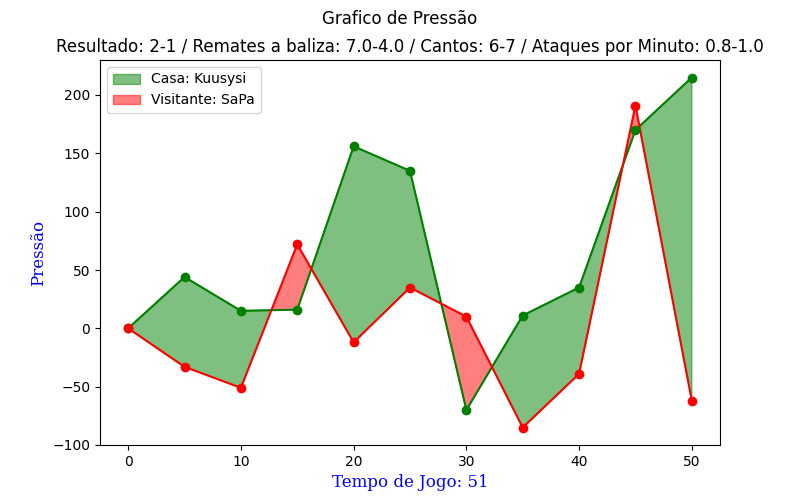 Grafico de Pressão
Resultado: 2-1 / Remates a baliza: 7.0-4.0 / Cantos: 6-7 / Ataques por Minuto: 0.8-1.0
Casa: Kuusysi
Visitante: SaPa
Pressão
200
150
100
50
0
−50
−100
0 10 20 30 40 50
Tempo de Jogo: 51